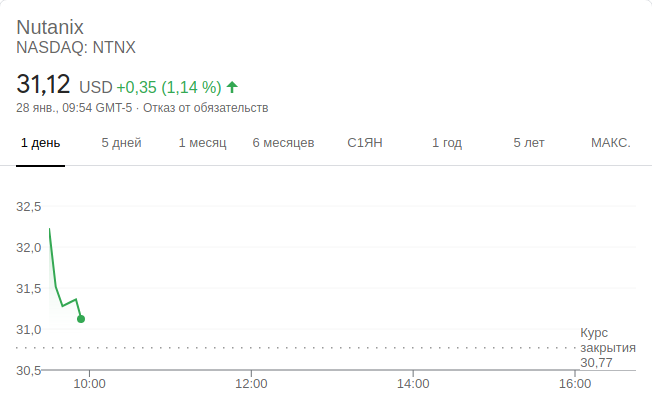 Nutanix
NASDAQ: NTNX
31,12 USD +0,35 (1,14 %)
28 янв., 09:54 GMT-5 · Отказ от обязательств
1 день 5 дней 1 месяц 6 месяцев С1ЯН 1 год 5 лет МАКС.
32,5
32,0
31,5
31,0
Курс
закрытия
30,77
30,5
10:00 12:00 14:00 16:00